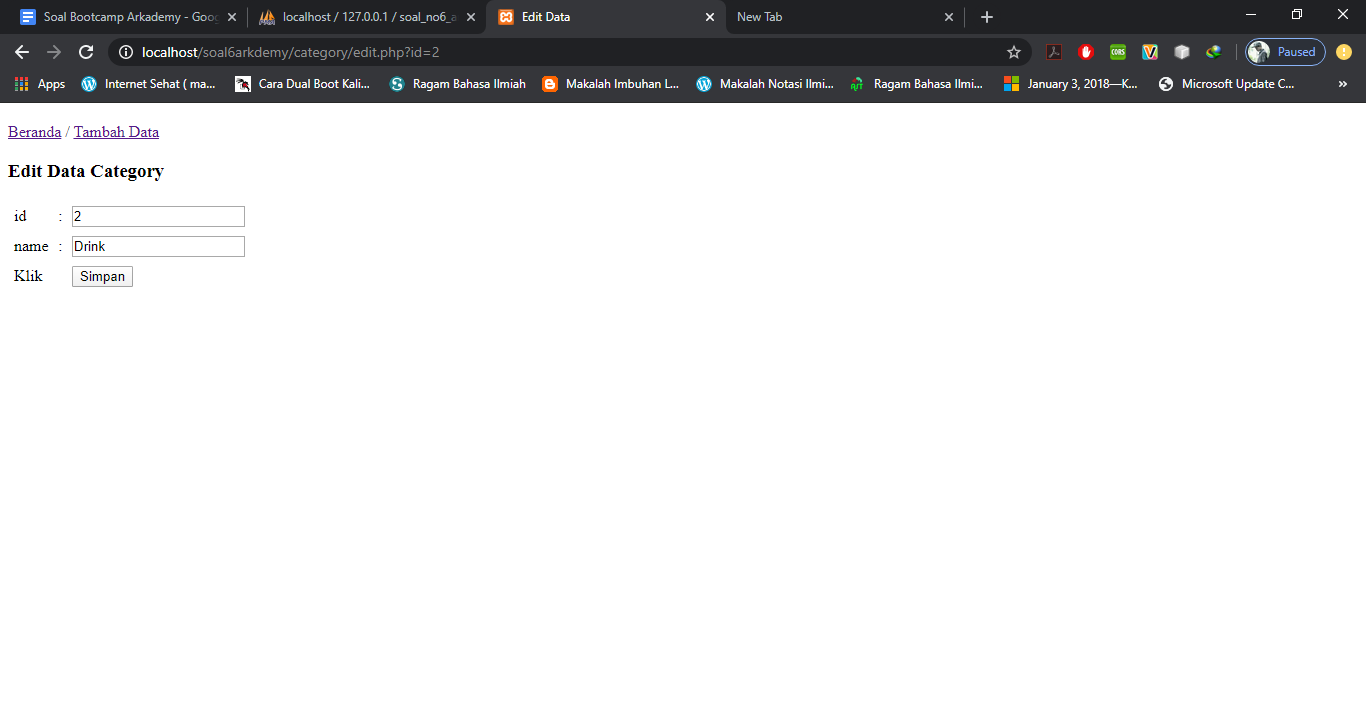 Soal Bootcamp Arkademy - Goog
localhost / 127.0.0.1 / soal_no6_a
Edit Data
New Tab
localhost/soal6arkdemy/category/edit.php?id=2
CORS
Paused
Apps
Internet Sehat ( ma...
Cara Dual Boot Kali...
Ragam Bahasa Ilmiah
Makalah Imbuhan I...
Makalah Notasi Ilmi...
Ragam Bahasa Ilmi...
January 3, 2018—K...
Microsoft Update C...
»
Beranda / Tambah Data
Edit Data Category
id : 2
name : Drink
Klik Simpan